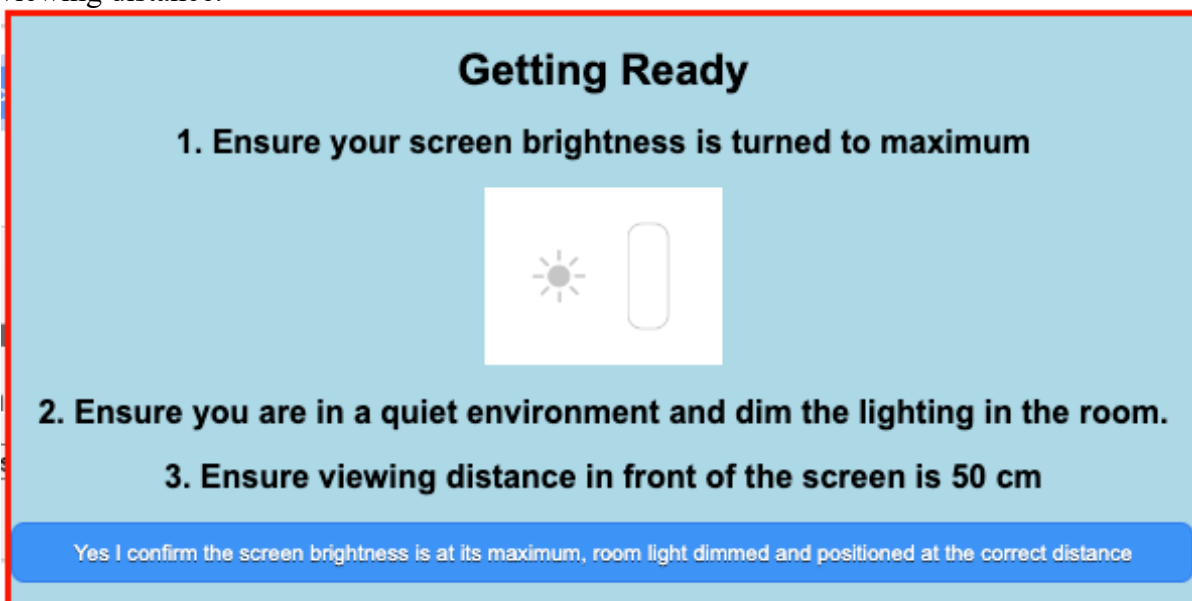 viewing distance.
Getting Ready
1. Ensure your screen brightness is turned to maximum
2. Ensure you are in a quiet environment and dim the lighting in the room.
3. Ensure viewing distance in front of the screen is 50 cm
Yes I confirm the screen brightness is at its maximum, room light dimmed and positioned at the correct distance